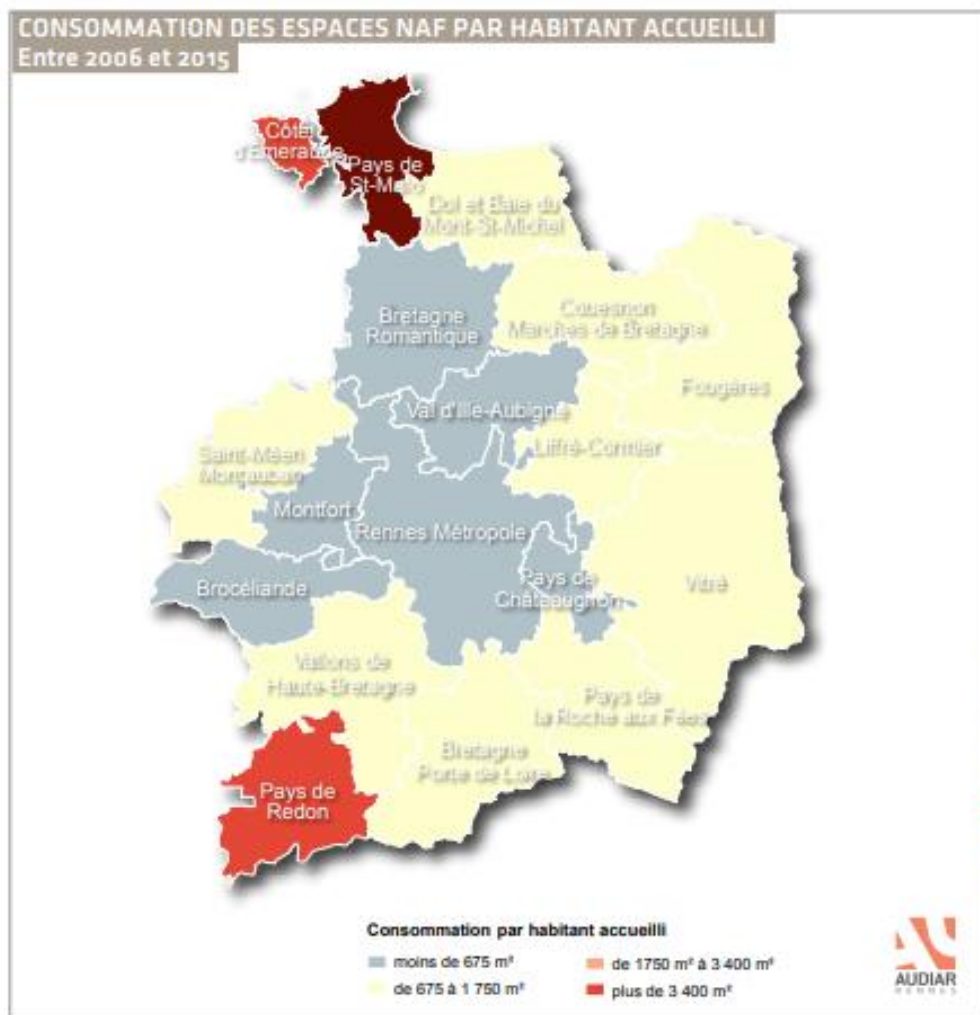 CONSOMMATION DES ESPACES NAF PAR HABITANT ACCUEILLI
Entre 2006 et 2015
Côte
d'Emeraude
Pays de
St-Malo
Dol et Baie du
Mont-St-Michel
Bretagne
Romantique
Couesnon
Marches de Bretagne
Fougères
Val d'Ille-Aubigné
Liffré-Cormier
Saint-Méen
Montauban
Montfort
Rennes Métropole
Pays de
Châteaugiron
Vitré
Brocéliande
Vallons de
Haute-Bretagne
Pays de
la Roche aux Fées
Bretagne
Porte de Loire
Pays de
Redon
Consommation par habitant accueilli
moins de 675 m²
de 1750 m² à 3 400 m²
de 675 à 1 750 m²
plus de 3 400 m²
AUDIAR
RENNES